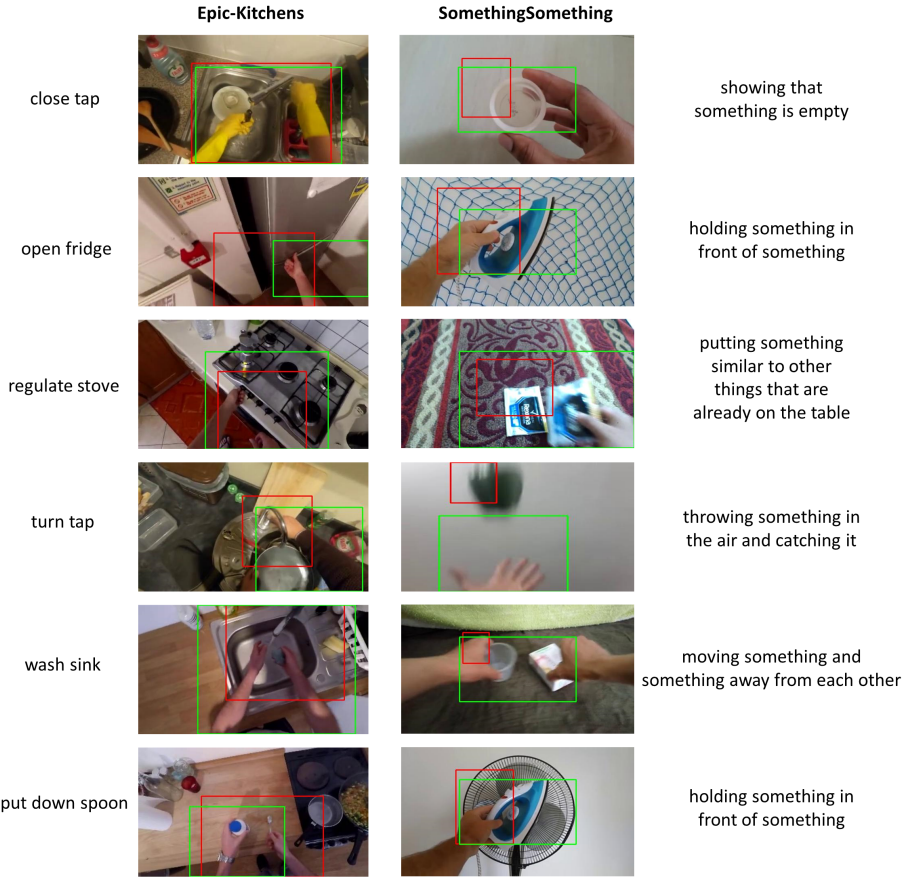 Epic-Kitchens
SomethingSomething
close tap
showing that
something is empty
open fridge
holding something in
front of something
regulate stove
putting something
similar to other
things that are
already on the table
turn tap
throwing something in
the air and catching it
wash sink
moving something and
something away from each other
put down spoon
holding something in
front of something